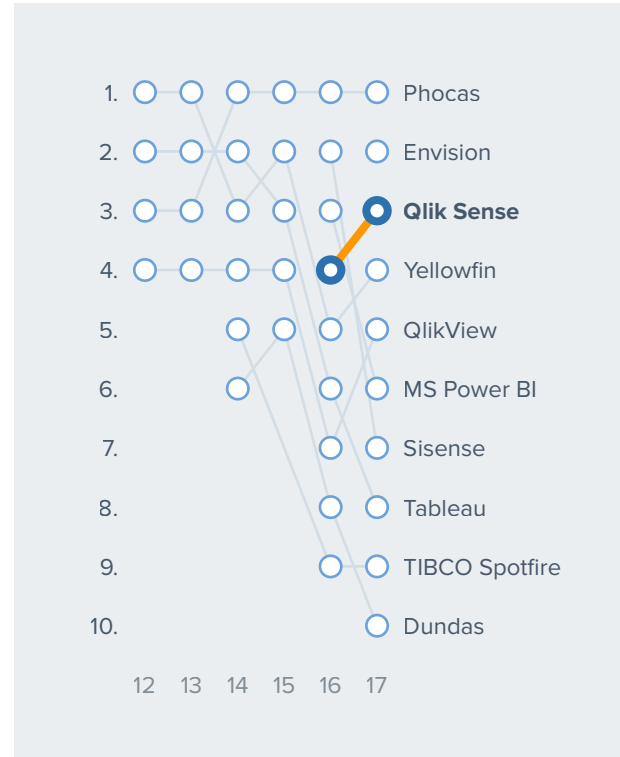 1. Phocas
2. Envision
3. Qlik Sense
4. Yellowfin
5. QlikView
6. MS Power BI
7. Sisense
8. Tableau
9. TIBCO Spotfire
10. Dundas
12 13 14 15 16 17